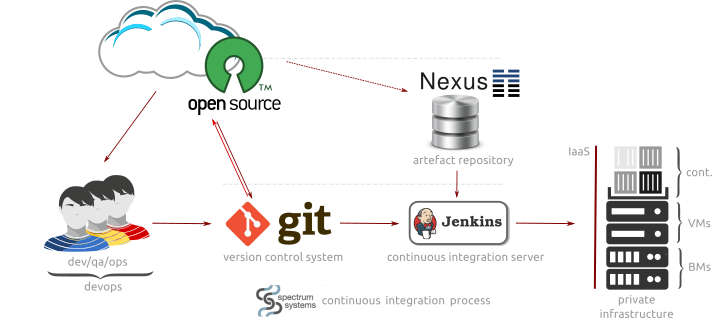 TM
open source
Nexus
artefact repository
IaaS
cont.
VMs
BMs
git
Jenkins
dev/qa/ops
version control system
continuous integration server
devops
private
infrastructure
spectrum
systems
continuous integration process